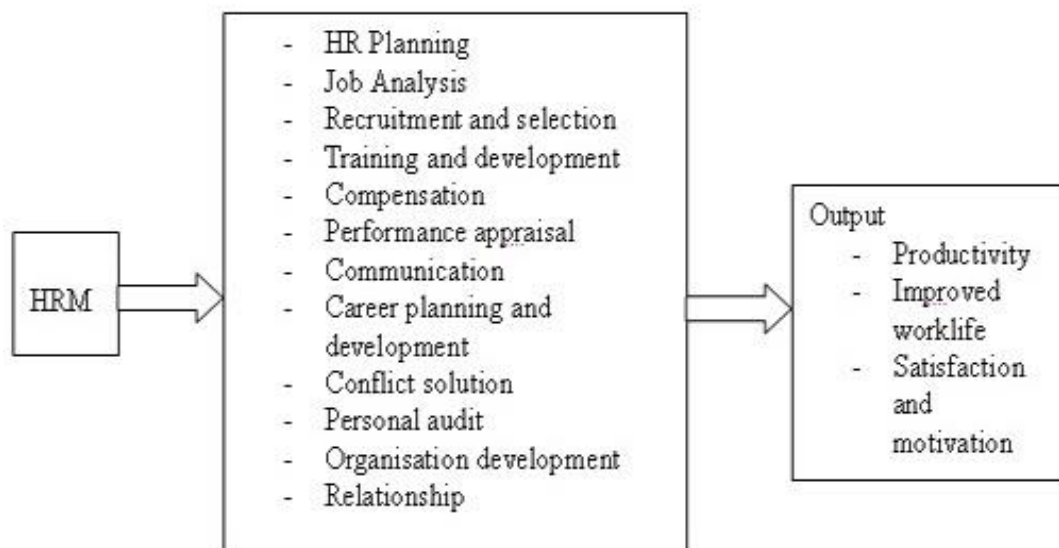 HRM
- HR Planning
- Job Analysis
- Recruitment and selection
- Training and development
- Compensation
- Performance appraisal
- Communication
- Career planning and
development
- Conflict solution
- Personal audit
- Organisation development
- Relationship
Output
- Productivity
- Improved
worklife
- Satisfaction
and
motivation